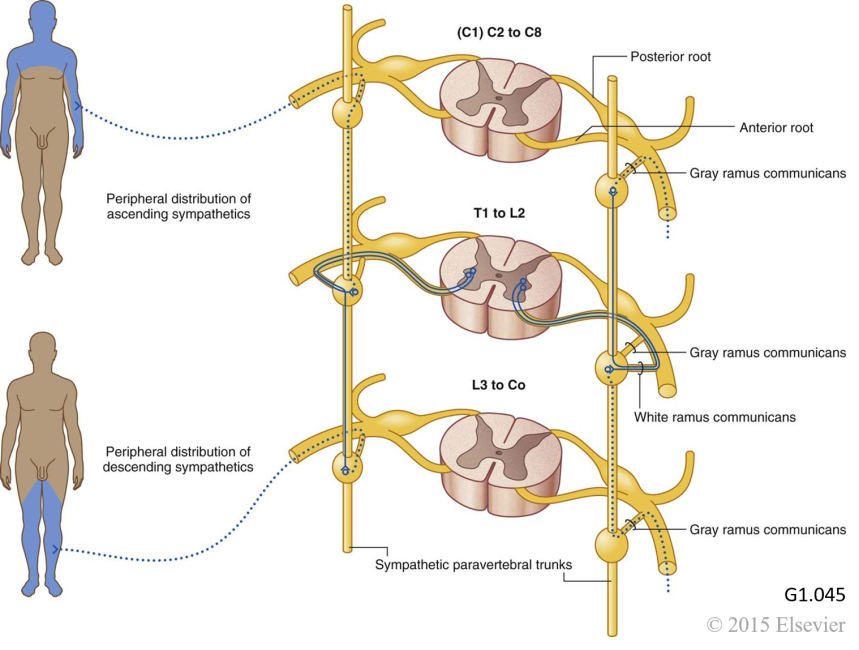 (C1) C2 to C8
Posterior root
Anterior root
Gray ramus communicans
Peripheral distribution of
ascending sympathetics
T1 to L2
Gray ramus communicans
White ramus communicans
L3 to Co
Peripheral distribution of
descending sympathetics
Gray ramus communicans
Sympathetic paravertebral trunks
G1.045
© 2015 Elsevier